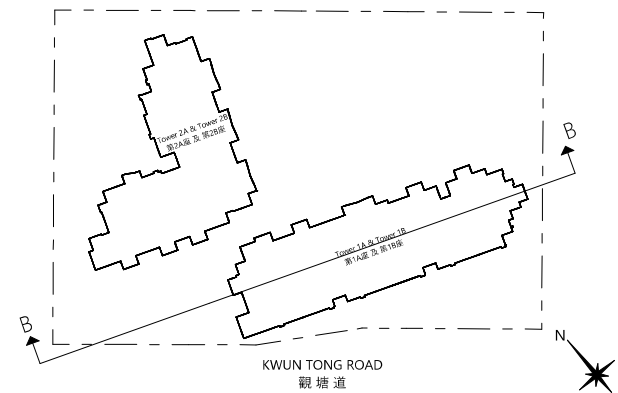 Tower 2A & Tower 2B
第2A座 及 第2B座
B
Tower 1A & Tower 1B
第1A座 及 第1B座
B
N
KWUN TONG ROAD
觀塘道